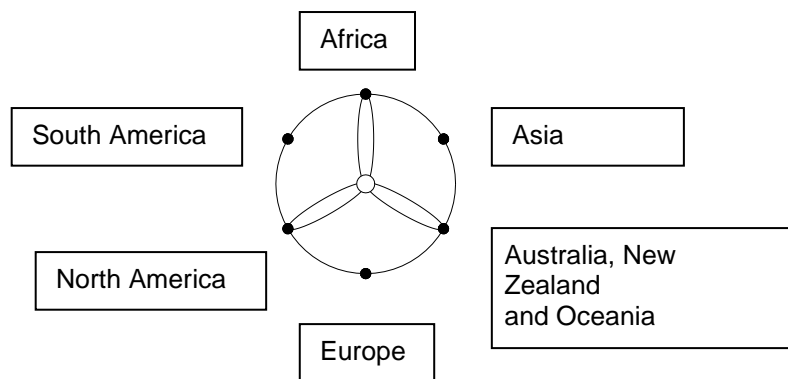 Africa
South America
Asia
North America
Australia, New
Zealand
and Oceania
Europe